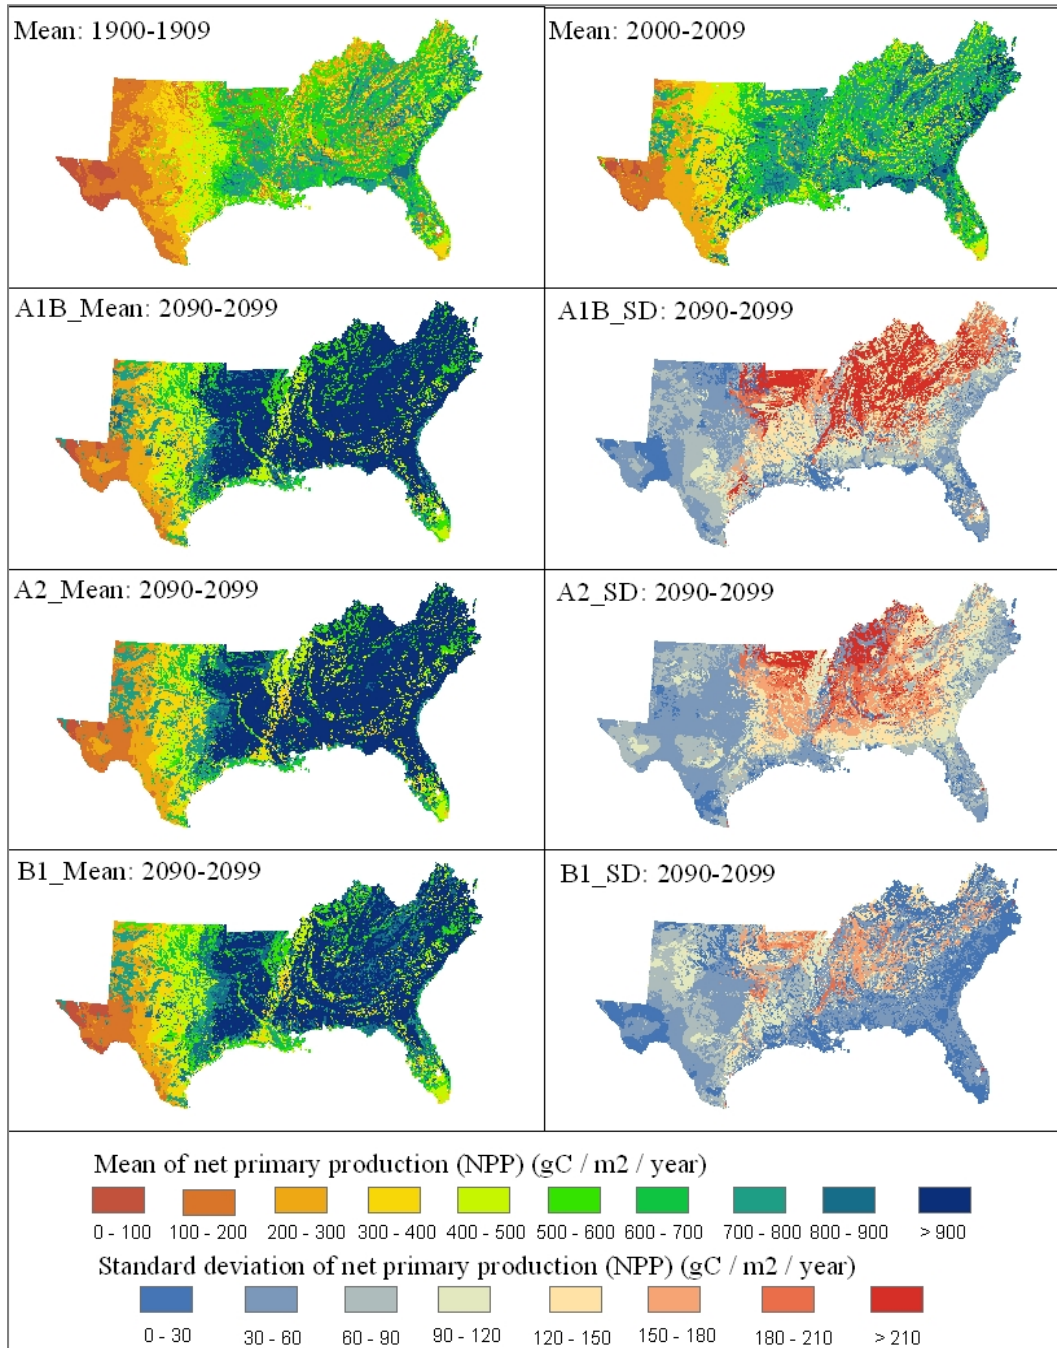 Mean: 1900-1909
Mean: 2000-2009
A1B_Mean: 2090-2099
A1B_SD: 2090-2099
A2_Mean: 2090-2099
A2_SD: 2090-2099
B1_Mean: 2090-2099
B1_SD: 2090-2099
Mean of net primary production (NPP) (gC / m2 / year)
0 - 100 100 - 200 200 - 300 300 - 400 400 - 500 500 - 600 600 - 700 700 - 800 800 - 900 > 900
Standard deviation of net primary production (NPP) (gC / m2 / year)
0 - 30 30 - 60 60 - 90 90 - 120 120 - 150 150 - 180 180 - 210 > 210